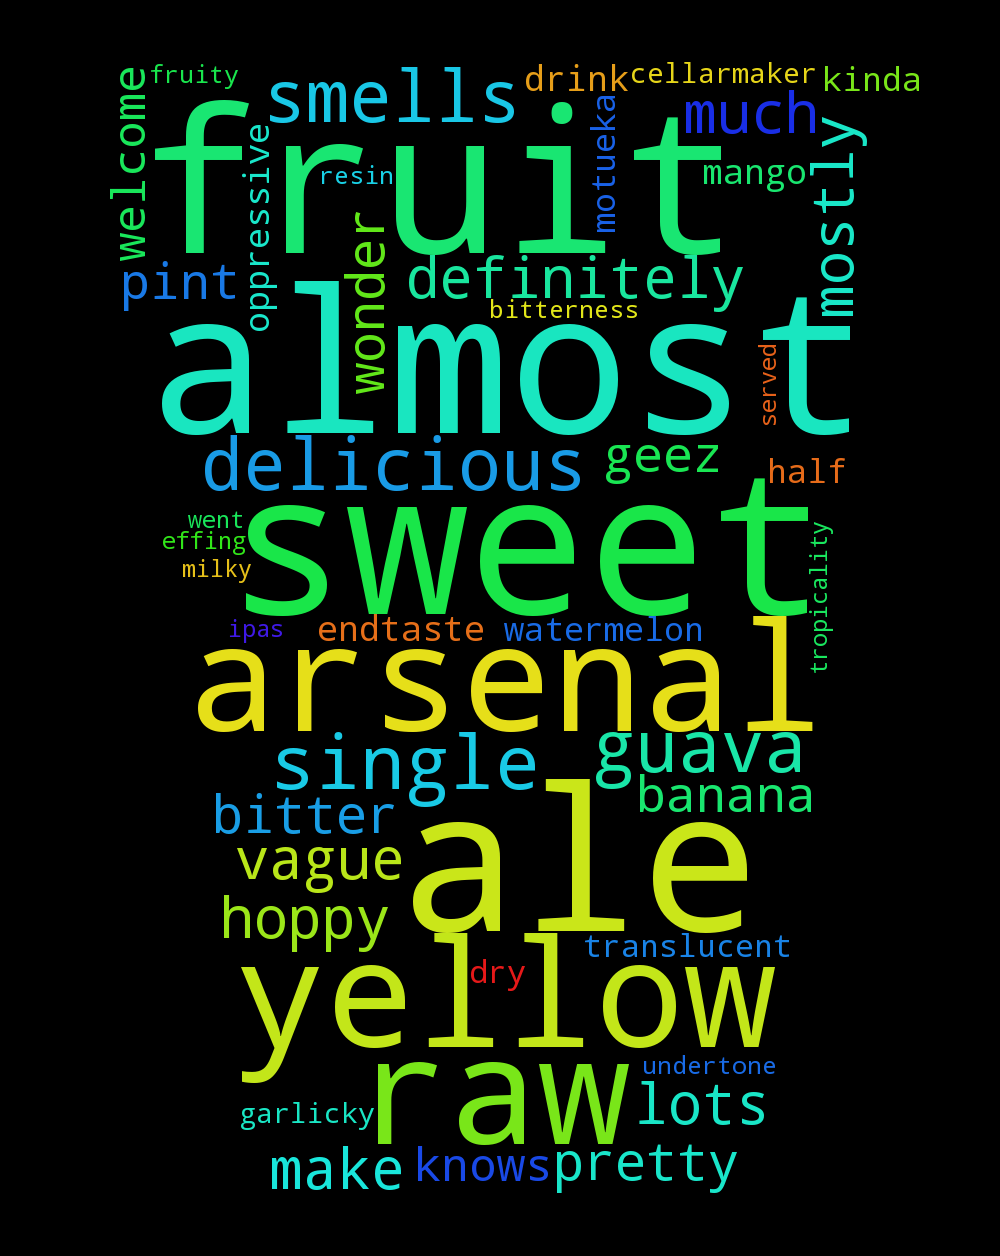 fruity
smells
drink
cellarmaker
kinda
welcome
fruit
much
mostly
oppressive
resin
motueka
mango
pint
wonder
definitely
bitterness
almost
served
delicious
geez
half
went
effing
milky
sweet
tropicality
ipas
endtaste
watermelon
arsenal
single
guava
banana
bitter
ale
vague
hoppy
translucent
dry
yellow
raw
undertone
garlicky
lots
make
knows
pretty